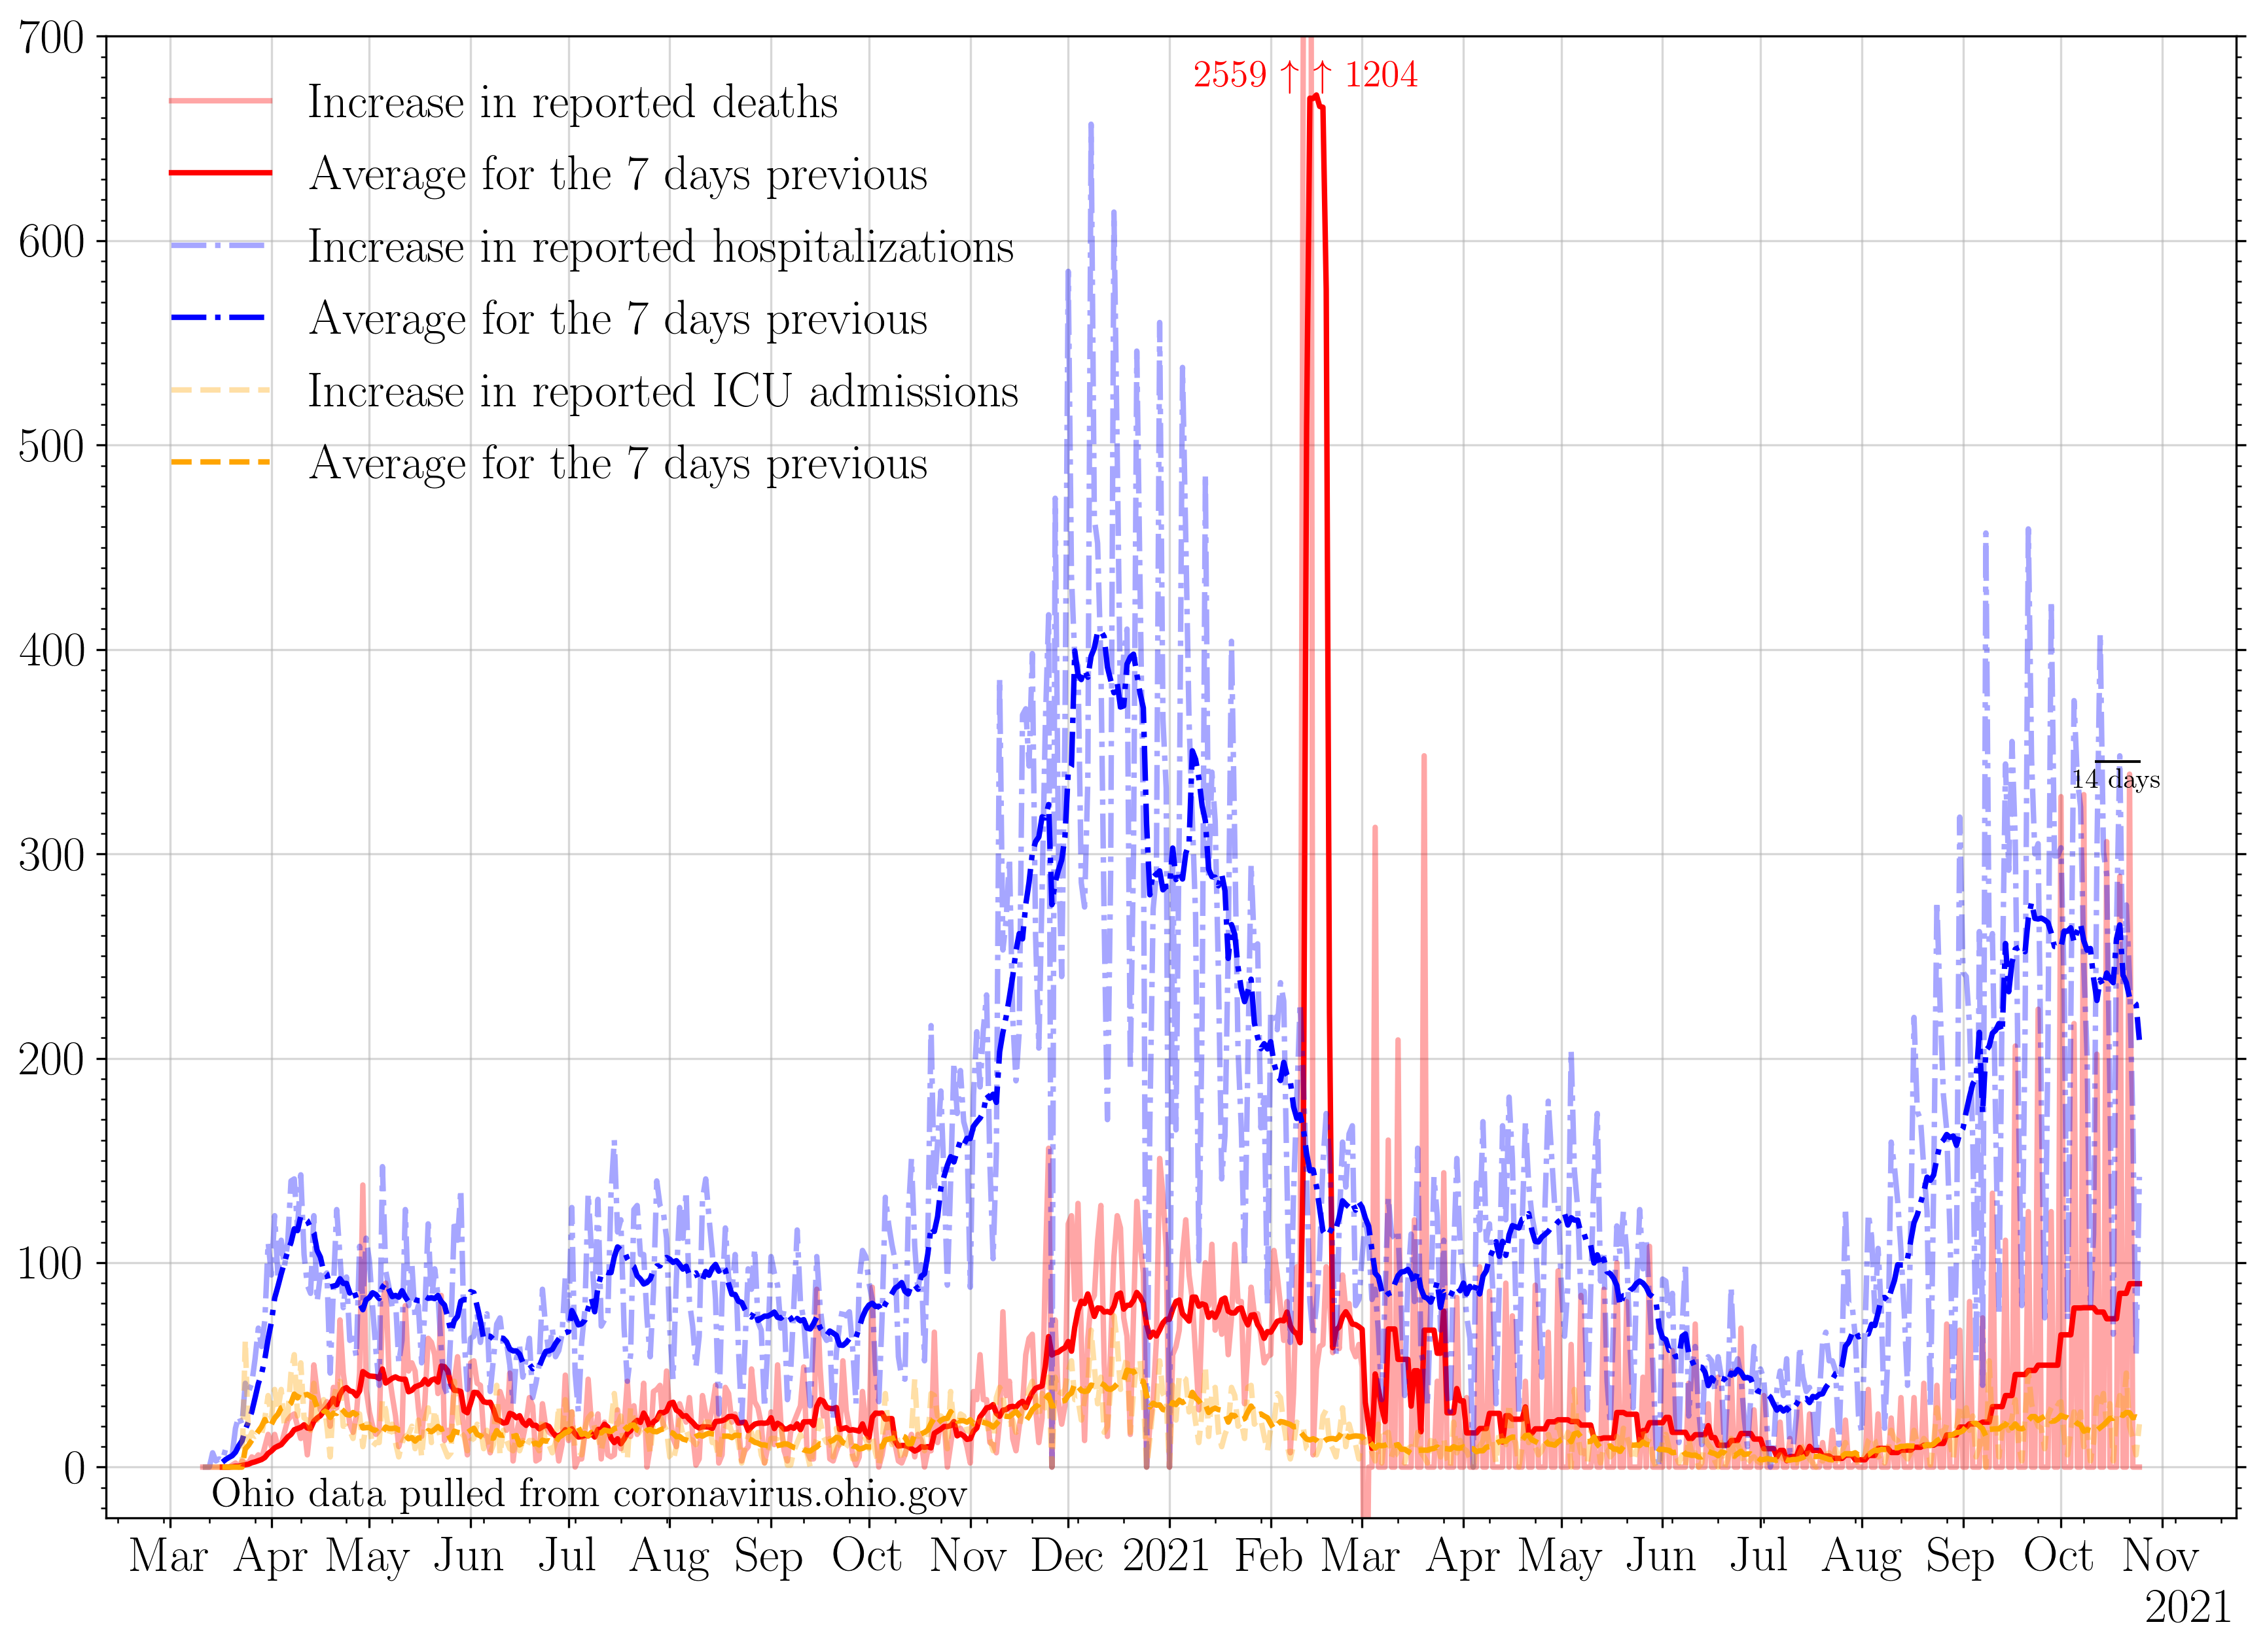 700
2559 ↑ ↑ 1204
Increase in reported deaths
Average for the 7 days previous
Increase in reported hospitalizations
600
Average for the 7 days previous
Increase in reported ICU admissions
Average for the 7 days previous
500
400
14 days
300
200
100
0
Ohio data pulled from coronavirus.ohio.gov
Mar Apr May Jun Jul Aug Sep Oct Nov Dec 2021 Feb Mar Apr May Jun Jul Aug Sep Oct Nov
2021